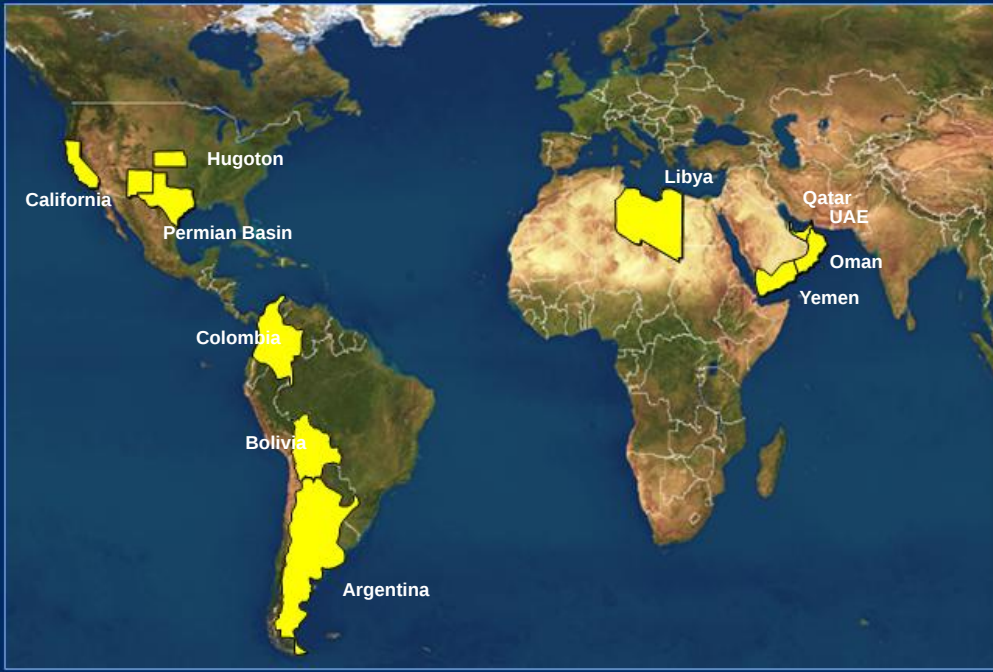 Hugoton
California
Permian Basin
Libya
Qatar
UAE
Oman
Yemen
Colombia
Bolivia
Argentina